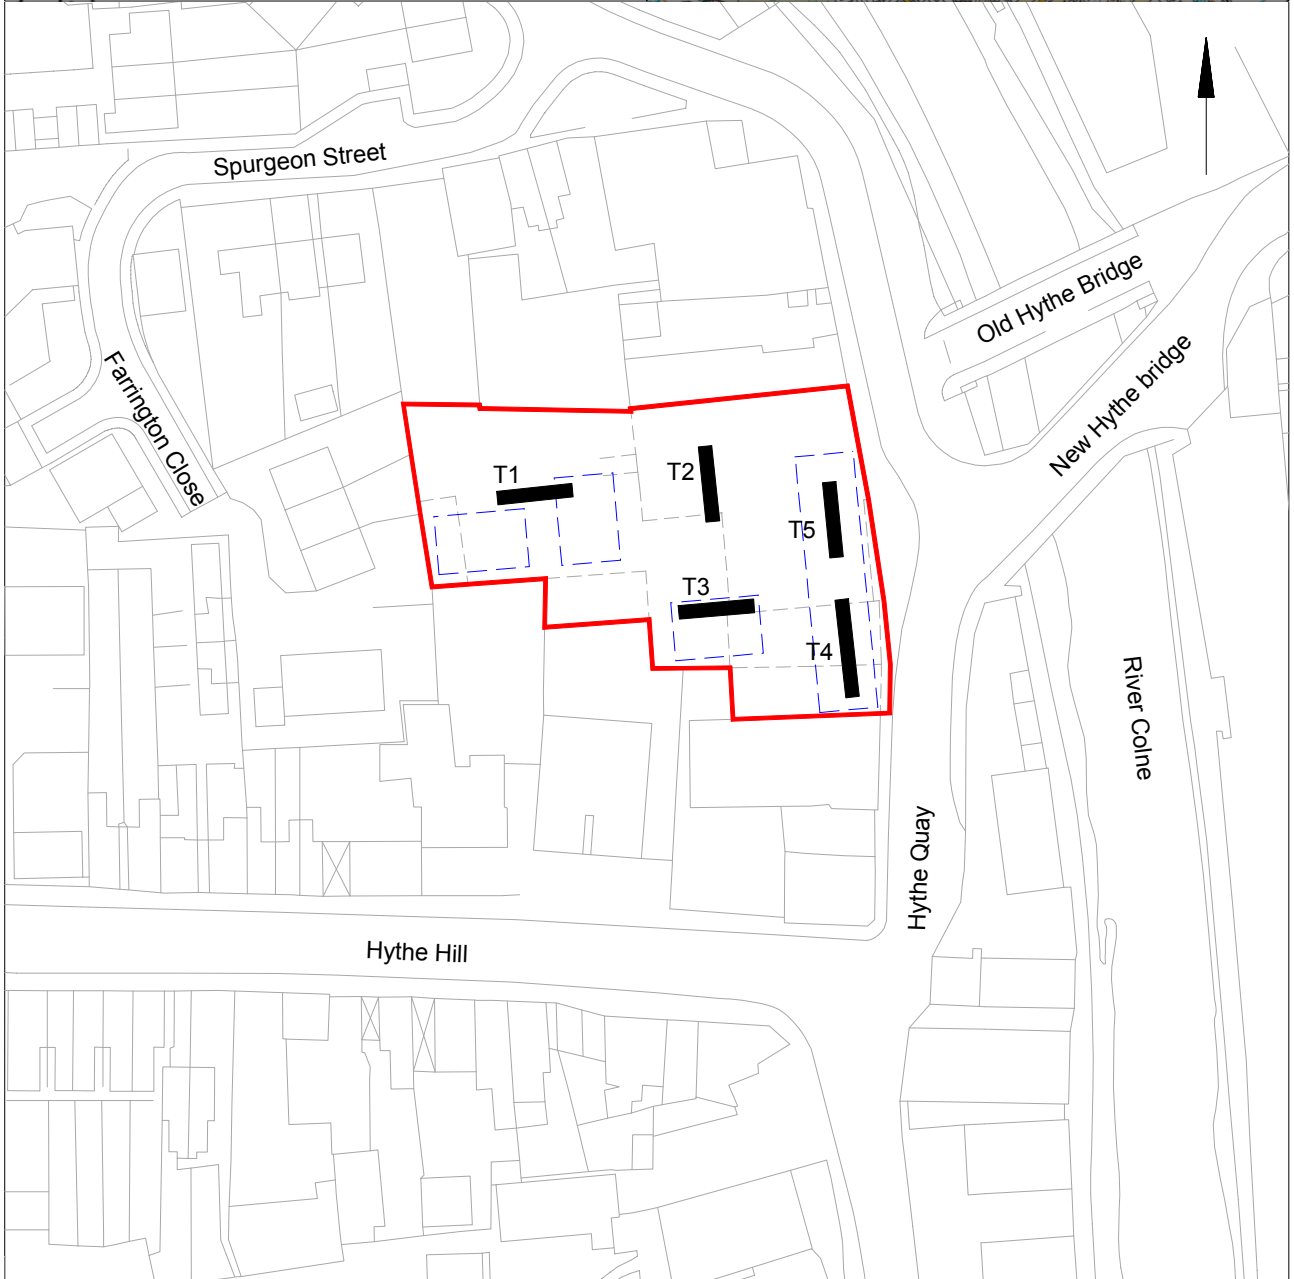 Spurgeon Street
Old Hythe Bridge
New Hythe bridge
Farrington Close
T1
T2
T5
T3
T4
River Colne
Hythe Quay
Hythe Hill